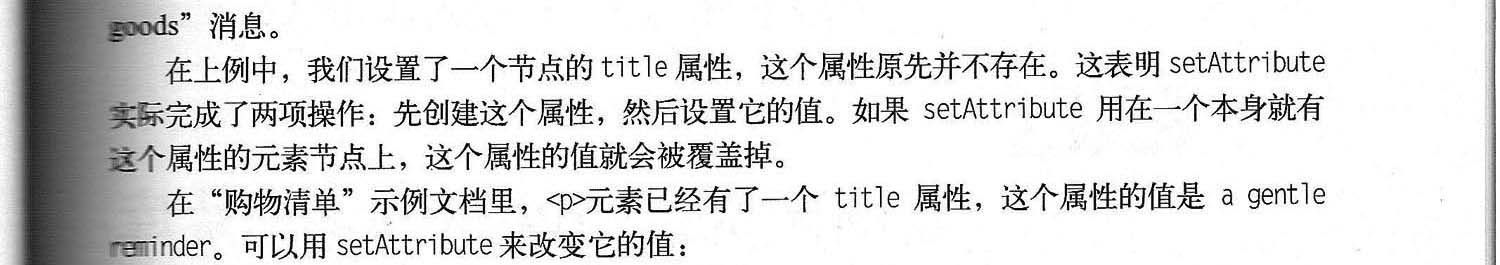 goods”消息。
在上例中，我们设置了一个节点的 title 属性，这个属性原先并不存在。这表明 setAttribute
实际完成了两项操作：先创建这个属性，然后设置它的值。如果 setAttribute 用在一个本身就有
这个属性的元素节点上，这个属性的值就会被覆盖掉。
在“购物清单”示例文档里，<p>元素已经有了一个 title 属性，这个属性的值是 a gentle
reminder。可以用 setAttribute 来改变它的值：